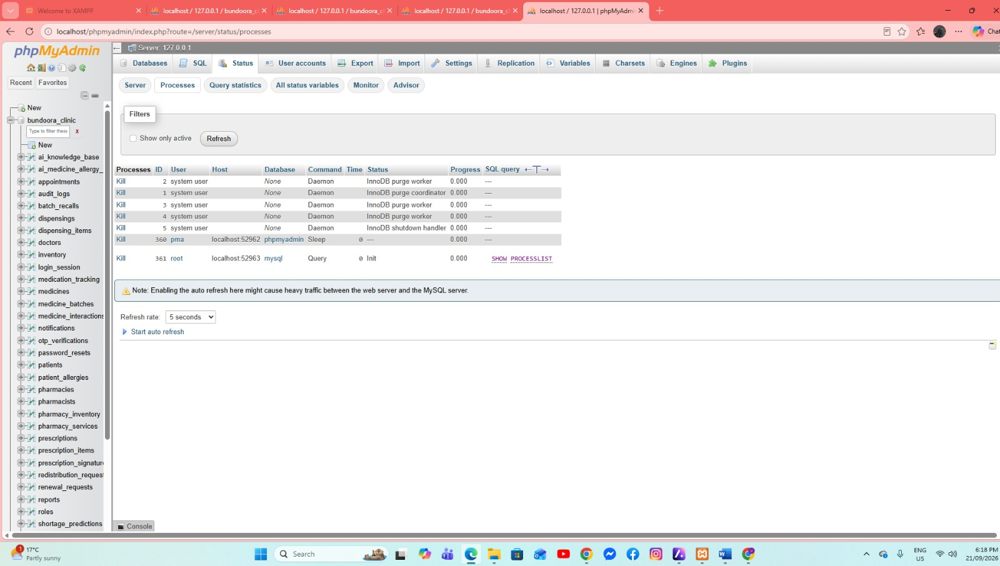 Welcome to XAMPP
localhost / 127.0.0.1 / bundoora_cl
localhost / 127.0.0.1 / bundoora_cl
localhost / 127.0.0.1 / bundoora_cl
localhost / 127.0.0.1 | phpMyAdmi
localhost/phpmyadmin/index.php?route=/server/status/processes
Chat
phpMyAdmin
Server: 127.0.0.1
Databases SQL Status User accounts Export Import Settings Replication Variables Charsets Engines Plugins
Recent Favorites
Server Processes Query statistics All status variables Monitor Advisor
New
bundoora_clinic
Type to filter these X
New
ai_knowledge_base
ai_medicine_allergy_
appointments
audit_logs
batch_recalls
dispensings
dispensing_items
doctors
inventory
login_session
medication_tracking
medicines
medicine_batches
medicine_interactions
notifications
otp_verifications
password_resets
patients
patient_allergies
pharmacies
pharmacists
pharmacy_inventory
pharmacy_services
prescriptions
prescription_items
prescription_signatur
redistribution_request
renewal_requests
reports
roles
shortage_predictions
Filters
Show only active Refresh
Processes ID User Host Database Command Time Status Progress SQL query
Kill 2 system user None Daemon InnoDB purge worker 0.000 ---
Kill 1 system user None Daemon InnoDB purge coordinator 0.000 ---
Kill 3 system user None Daemon InnoDB purge worker 0.000 ---
Kill 4 system user None Daemon InnoDB purge worker 0.000 ---
Kill 5 system user None Daemon InnoDB shutdown handler 0.000 ---
Kill 360 pma localhost:52962 phpmyadmin Sleep 0 --- 0.000 ---
Kill 361 root localhost:52963 mysql Query 0 Init 0.000 SHOW PROCESSLIST
Note: Enabling the auto refresh here might cause heavy traffic between the web server and the MySQL server.
Refresh rate: 5 seconds
Start auto refresh
Console
1
17°C
Partly sunny
Search
ENG
US
6:18 PM
21/09/2026